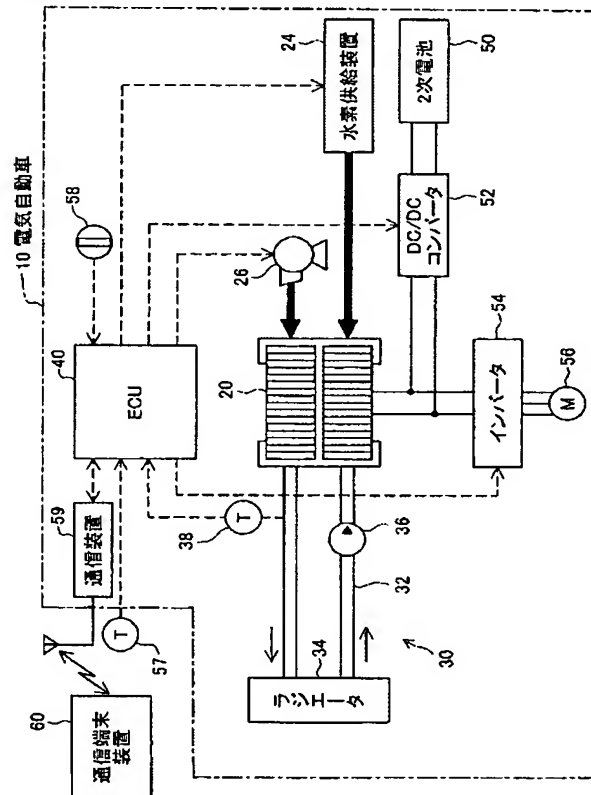 10 電気自動車
60
通信端末
装置
59
通信装置
57
T
40
ECU
58
24
水素供給装置
26
20
38
T
36
32
30
34
ラジエータ
50
2次電池
52
DC/DC
コンバータ
54
インバータ
56
M